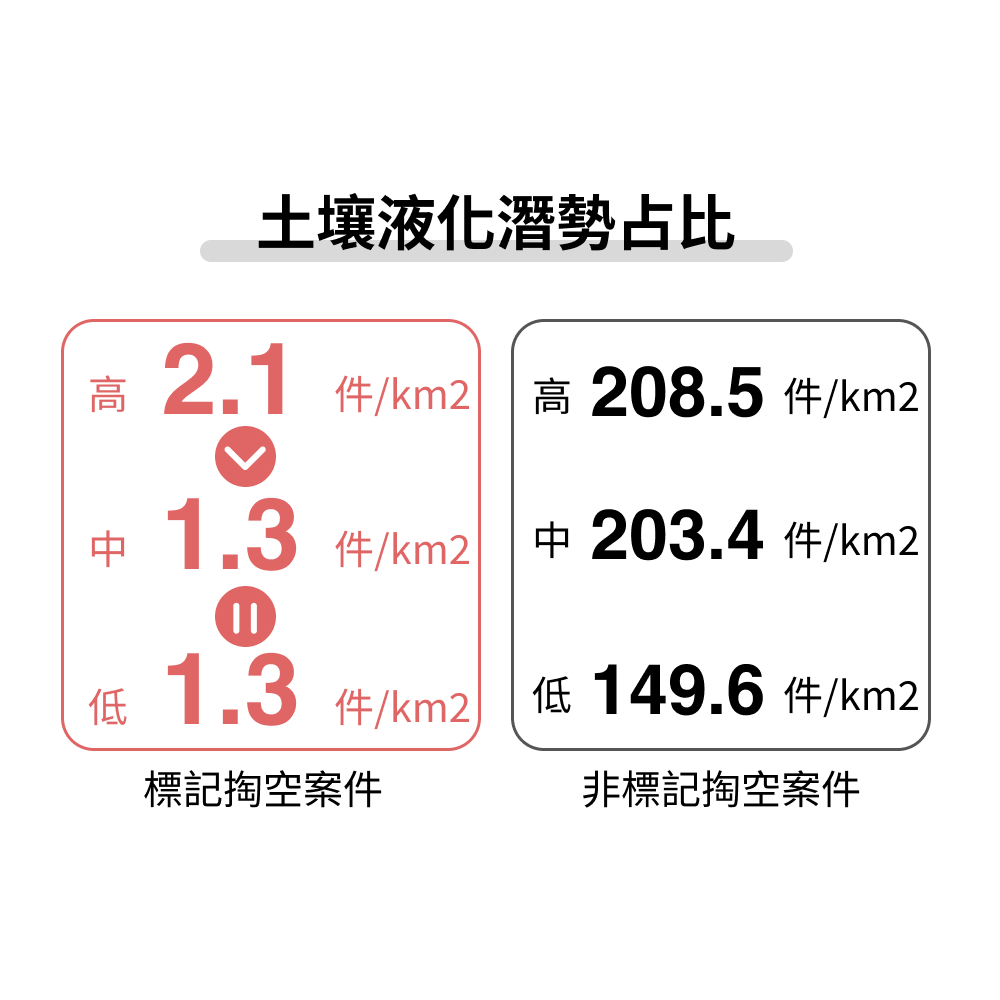 土壤液化潛勢占比
高 2.1 件/km2
中 1.3 件/km2
低 1.3 件/km2
標記掏空案件
高 208.5 件/km2
中 203.4 件/km2
低 149.6 件/km2
非標記掏空案件